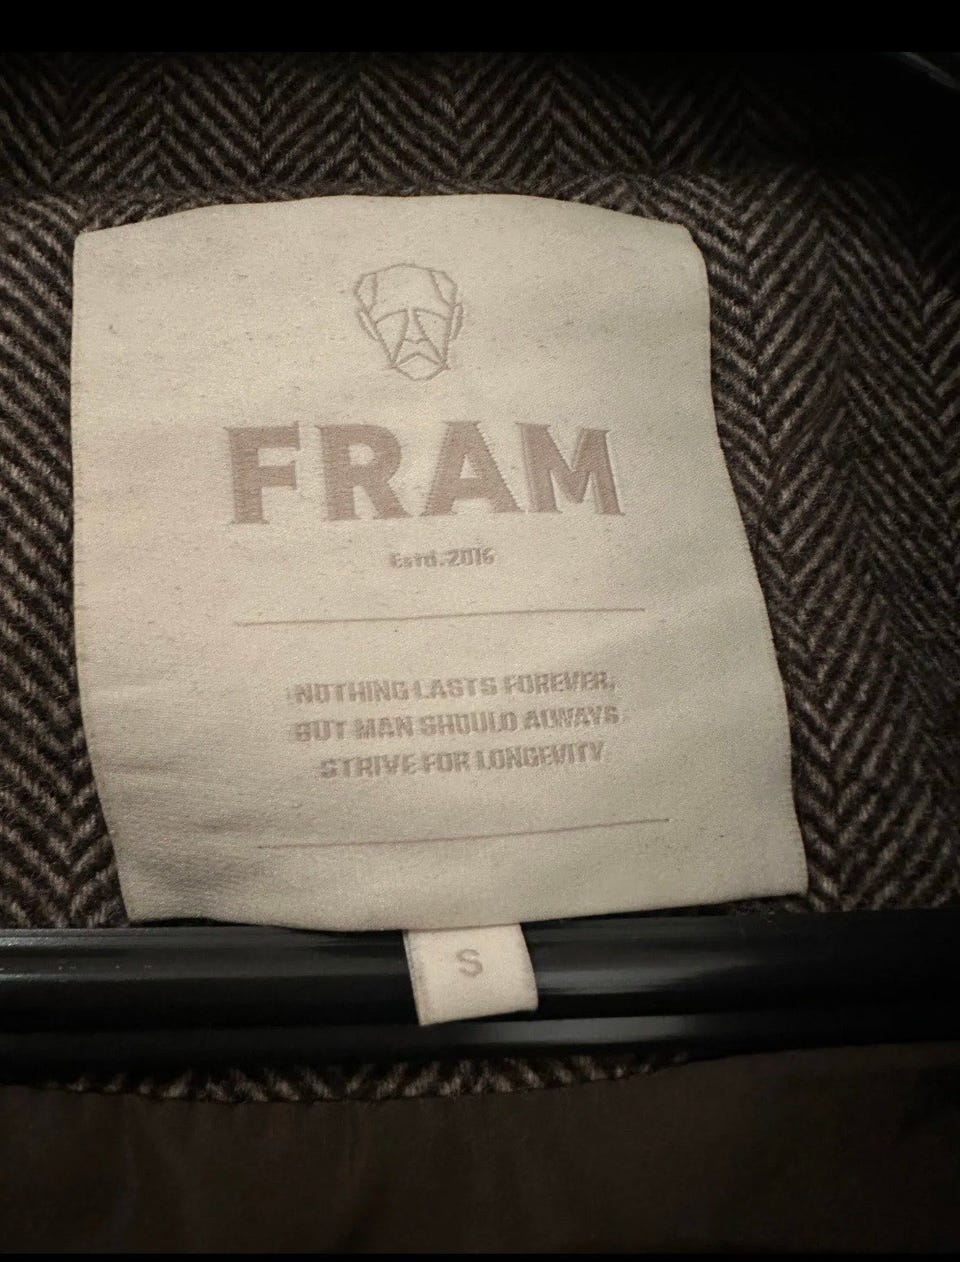 FRAM
Estd.2016
NOTHING LASTS FOREVER,
BUT MAN SHOULD ALWAYS
STRIVE FOR LONGEVITY
S